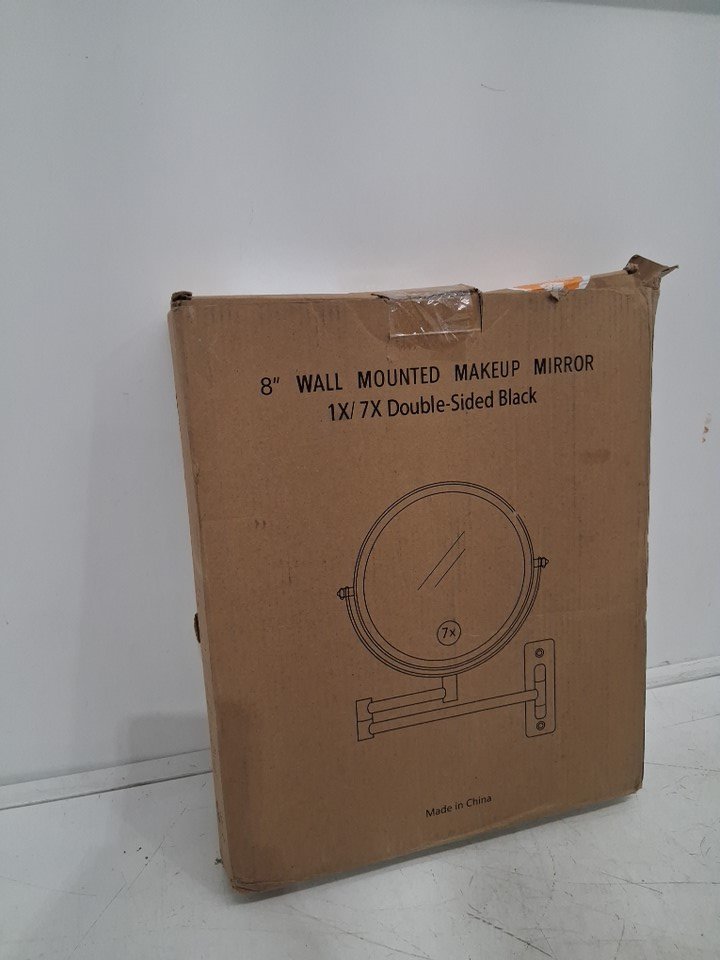 8" WALL MOUNTED MAKEUP MIRROR
1X/7X Double-Sided Black
7x
Made in China